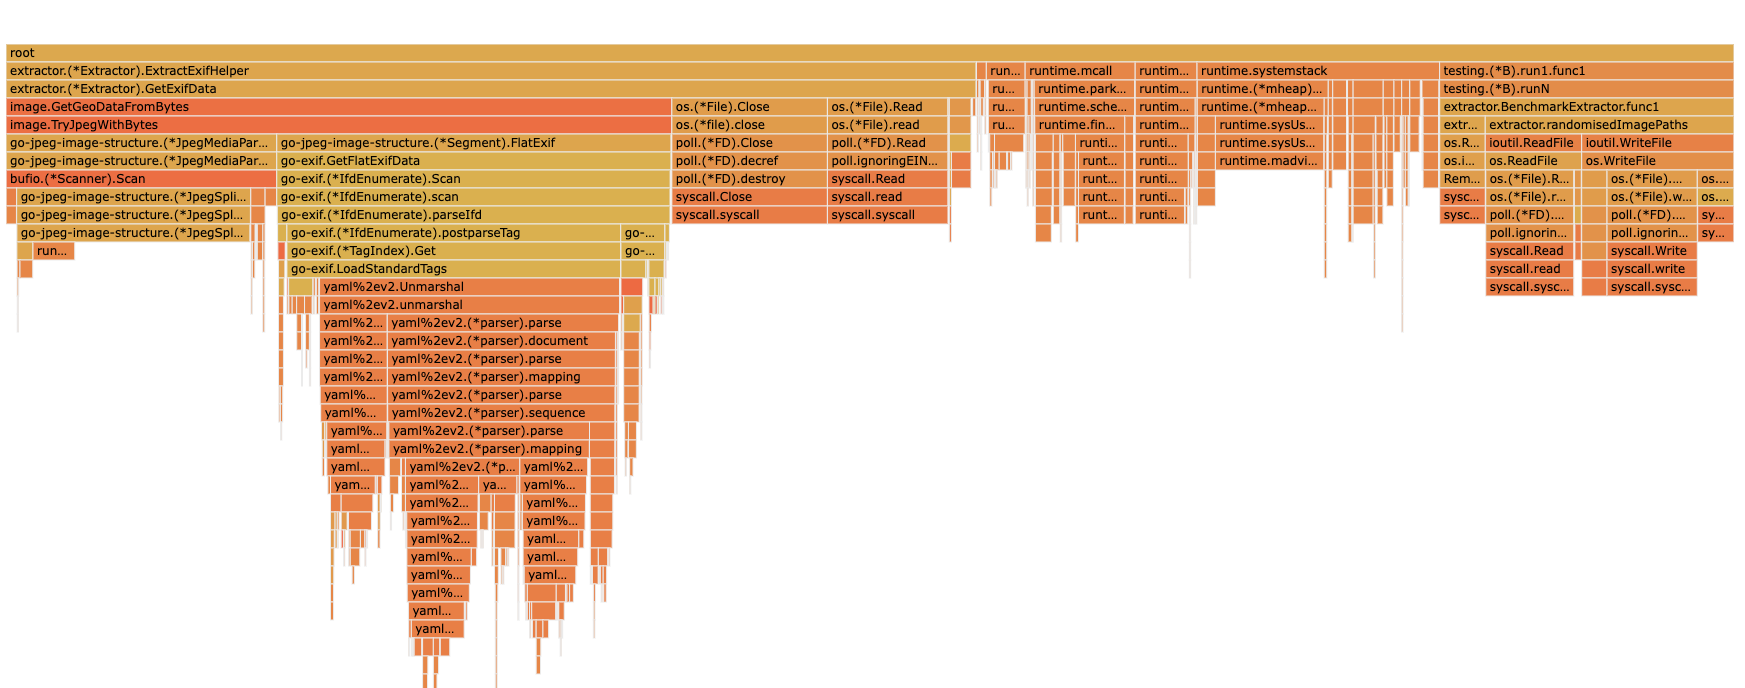 root
extractor.(*Extractor).ExtractExifHelper run... runtime.mcall runtim... runtime.systemstack testing.(*B).run1.func1
extractor.(*Extractor).GetExifData ru... runtime.park... runtim... runtime.(*mheap)... testing.(*B).runN
image.GetGeoDataFromBytes os.(*File).Close os.(*File).Read ru... runtime.sche... runtim... runtime.(*mheap... extractor.BenchmarkExtractor.func1
image.TryJpegWithBytes os.(*file).close os.(*File).read ru... runtime.fin... runtim... runtime.sysUs... extr... extractor.randomisedImagePaths
go-jpeg-image-structure.(*JpegMediaPar... go-jpeg-image-structure.(*Segment).FlatExif poll.(*FD).Close poll.(*FD).Read runti... runti... runtime.sysUs... os.R... ioutil.ReadFile ioutil.WriteFile
go-jpeg-image-structure.(*JpegMediaPar... go-exif.GetFlatExifData poll.(*FD).decref poll.ignoringEIN... runti... runti... runtime.madvi... os.i... os.ReadFile os.WriteFile
bufio.(*Scanner).Scan go-exif.(*IfdEnumerate).Scan poll.(*FD).destroy syscall.Read runt... runti... Rem... os.(*File).R... os.(*File).... os....
go-jpeg-image-structure.(*JpegSpli... go-exif.(*IfdEnumerate).scan syscall.Close syscall.read runt... runti... sysc... os.(*File).r... os.(*File).w... os....
go-jpeg-image-structure.(*JpegSpl... go-exif.(*IfdEnumerate).parseIfd syscall.syscall syscall.syscall runt... runti... sysc... poll.(*FD).... poll.(*FD).... sy...
go-jpeg-image-structure.(*JpegSpl... go-exif.(*IfdEnumerate).postparseTag go-... poll.ignorin... poll.ignorin... sy...
run... go-exif.(*TagIndex).Get go-... syscall.Read syscall.Write
go-exif.LoadStandardTags syscall.read syscall.write
yaml%2ev2.Unmarshal syscall.sysc... syscall.sysc...
yaml%2ev2.unmarshal
yaml%2... yaml%2ev2.(*parser).parse
yaml%2... yaml%2ev2.(*parser).document
yaml%2... yaml%2ev2.(*parser).parse
yaml%2... yaml%2ev2.(*parser).mapping
yaml%... yaml%2ev2.(*parser).parse
yaml%... yaml%2ev2.(*parser).sequence
yaml%... yaml%2ev2.(*parser).parse
yaml... yaml%2ev2.(*parser).mapping
yaml... yaml%2ev2.(*p... yaml%2...
yam... yaml%2... ya... yaml%...
yaml%2... yaml%...
yaml%2... yaml%...
yaml%2... yaml...
yaml%... yaml...
yaml%... yaml...
yaml%...
yaml...
yaml...